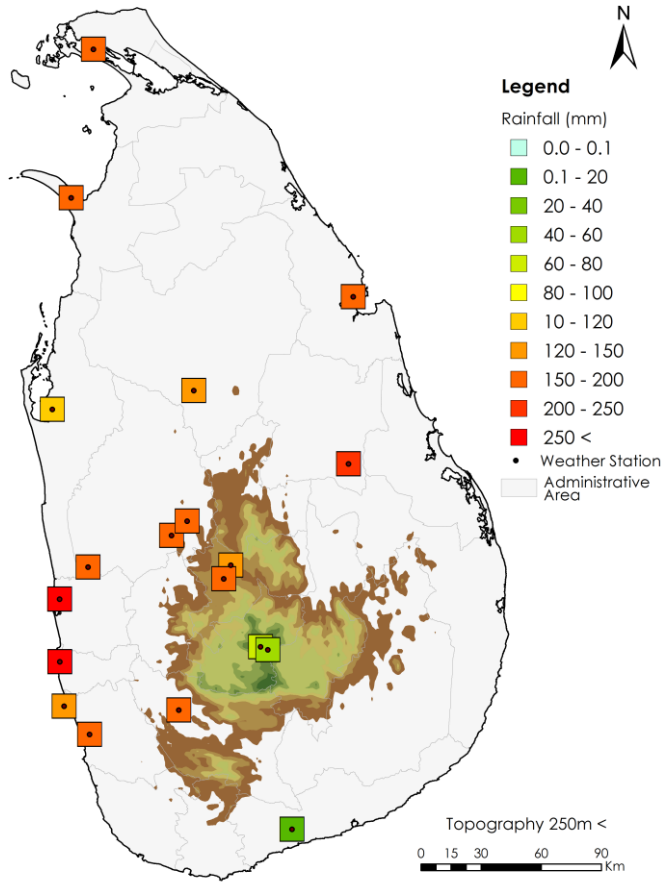 N
Legend
Rainfall (mm)
0.0 - 0.1
0.1 - 20
20 - 40
40 - 60
60 - 80
80 - 100
10 - 120
120 - 150
150 - 200
200 - 250
250 <
Weather Station
Administrative
Area
Topography 250m <
0 15 30 60 90
Km